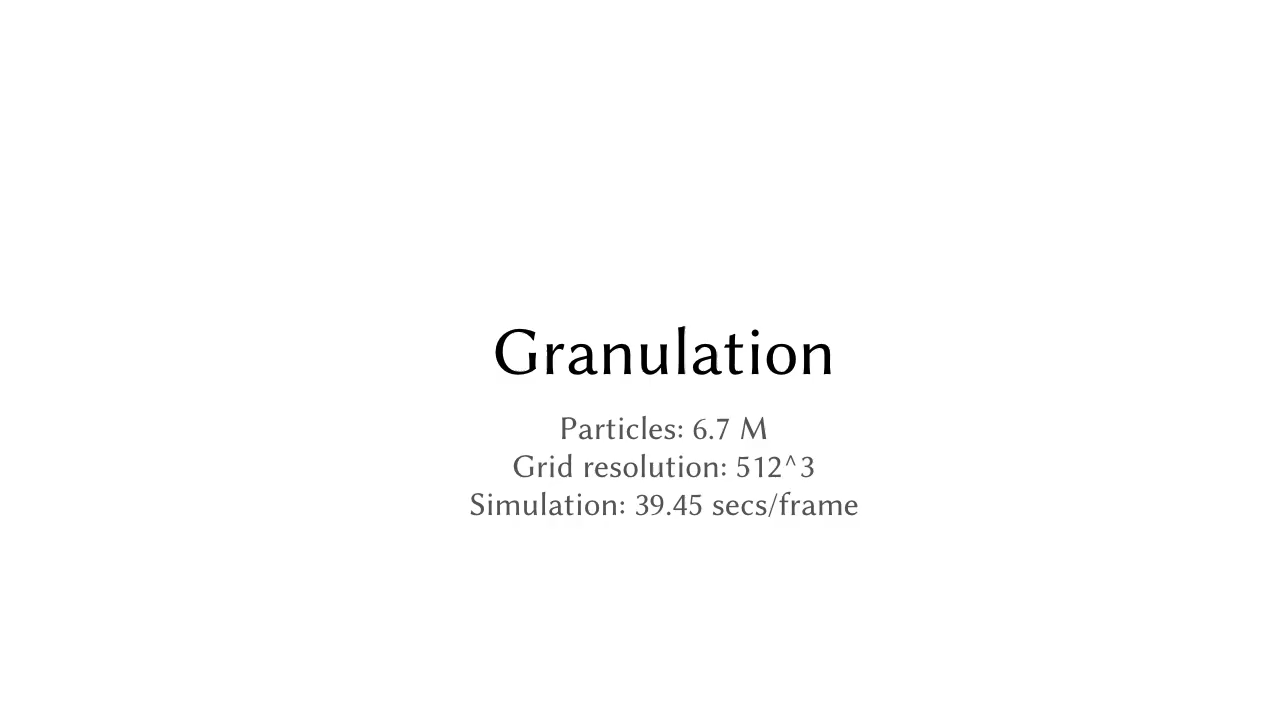 Granulation
Particles: 6.7 M
Grid resolution: 512^3
Simulation: 39.45 secs/frame